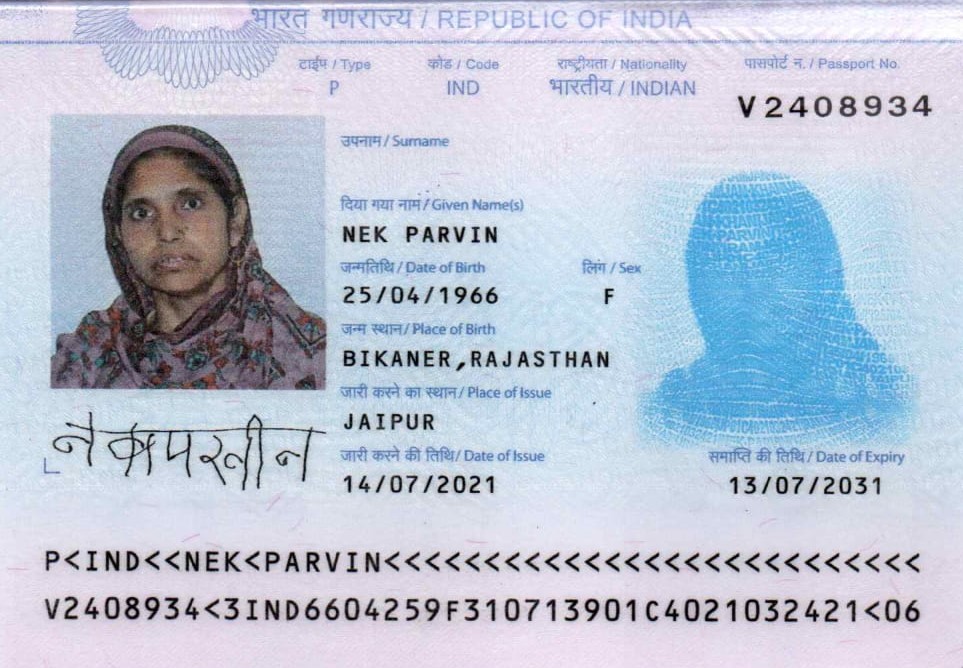 भारत गणराज्य / REPUBLIC OF INDIA
टाईप / Type कोड / Code राष्ट्रीयता / Nationality पासपोर्ट न. / Passport No.
P IND भारतीय / INDIAN V2408934
उपनाम / Surname
दिया गया नाम / Given Name(s)
NEK PARVIN
जन्मतिथि / Date of Birth लिंग / Sex
25/04/1966 F
जन्म स्थान / Place of Birth
BIKANER,RAJASTHAN
जारी करने का स्थान / Place of Issue
JAIPUR
नेक परवीन
जारी करने की तिथि / Date of Issue समाप्ति की तिथि / Date of Expiry
14/07/2021 13/07/2031
P<IND<<NEK<PARVIN<<<<<<<<<<<<<<<<<<<<<<<<<<<
V2408934<3IND6604259F310713901C4021032421<06